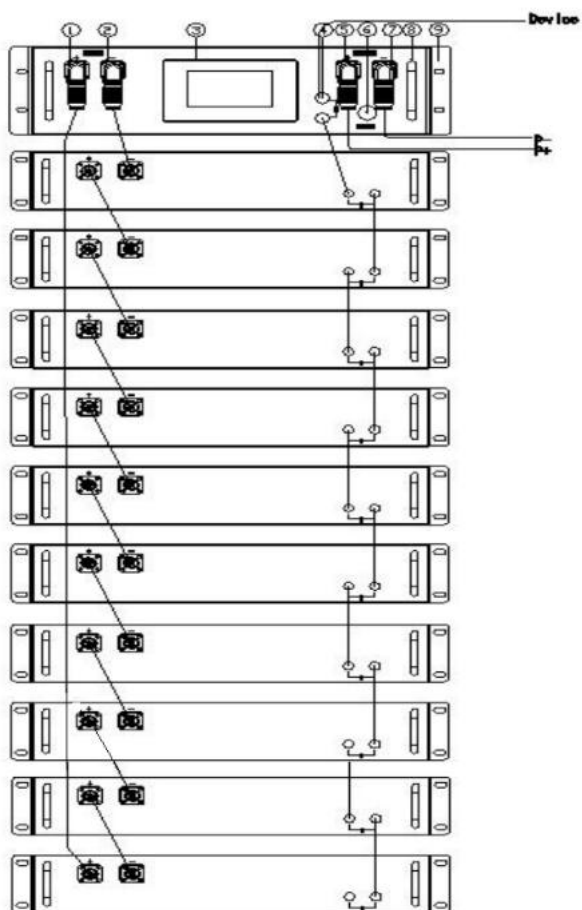 Device
① ② ③ ④ ⑤ ⑥ ⑦ ⑧ ⑨
+ - + -
P-
P+
+ -
+ -
+ -
+ -
+ -
+ -
+ -
+ -
+ -
+ -